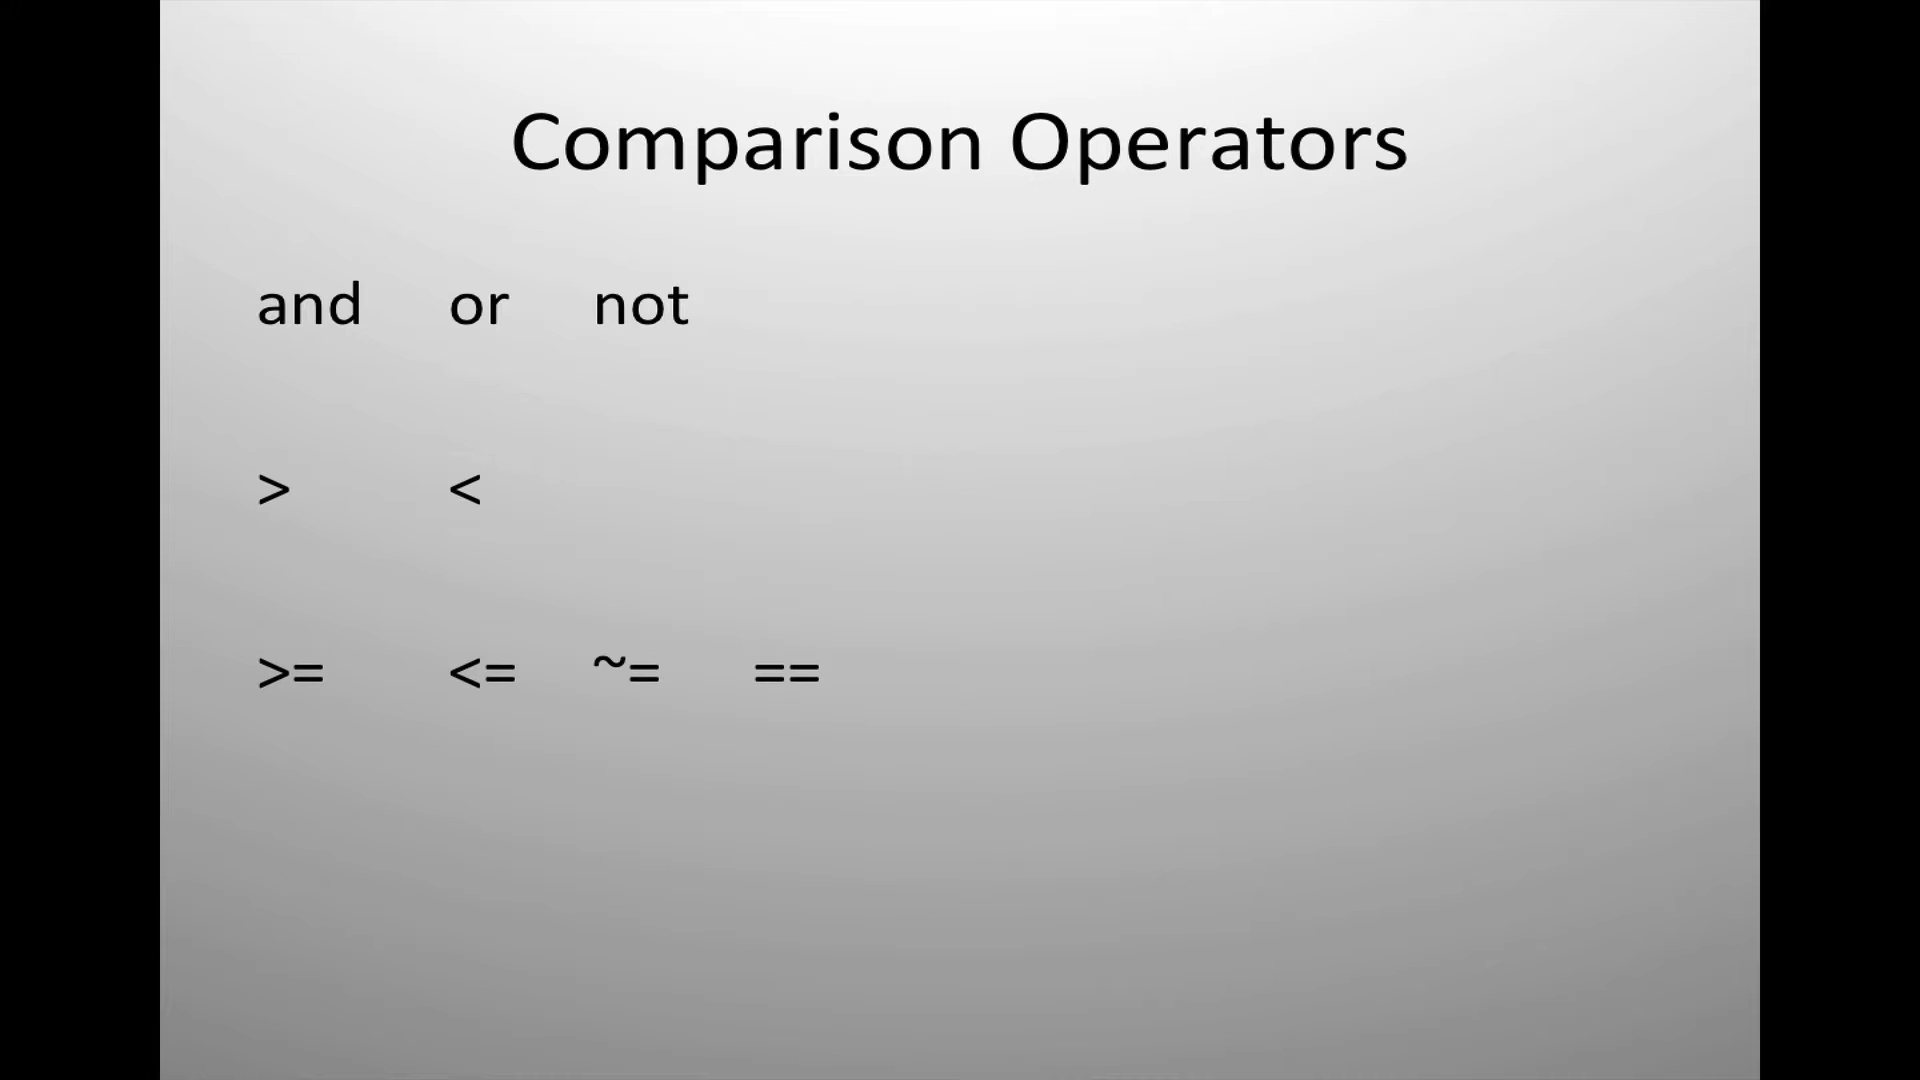 Comparison Operators
and or not
> <
>= <= ~= ==